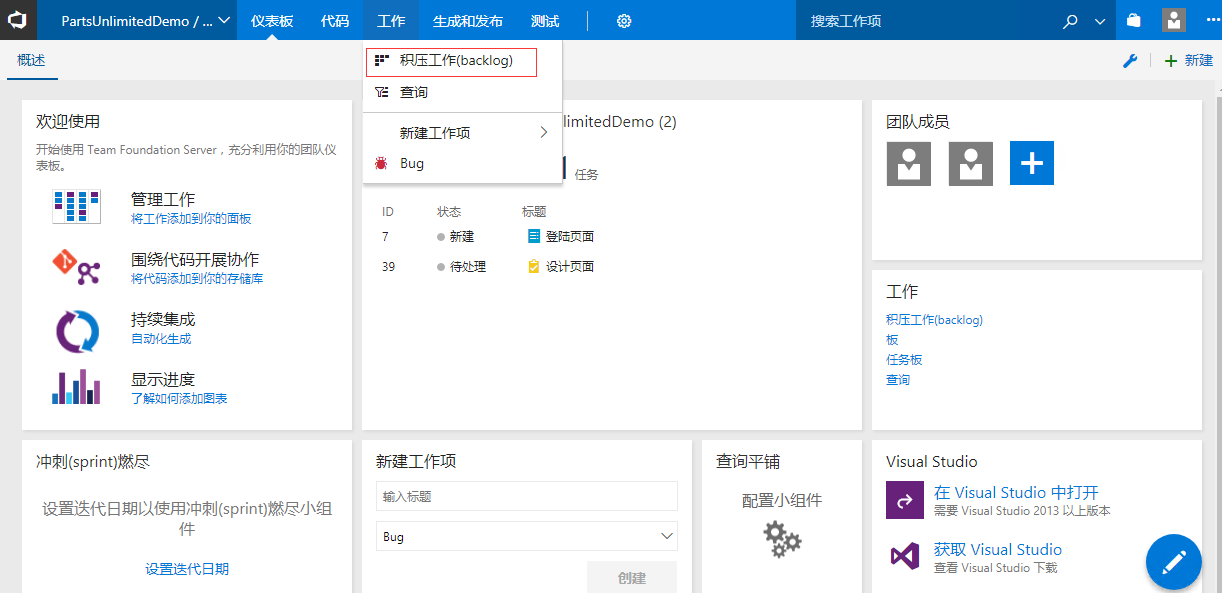 PartsUnlimitedDemo / ... 仪表板 代码 工作 生成和发布 测试 搜索工作项
概述 新建
积压工作(backlog)
查询
新建工作项
Bug
欢迎使用
开始使用 Team Foundation Server，充分利用你的团队仪
表板。
管理工作
将工作添加到你的面板
围绕代码开展协作
将代码添加到你的存储库
持续集成
自动化生成
显示进度
了解如何添加图表
limitedDemo (2)
任务
ID 状态 标题
7 新建 登陆页面
39 待处理 设计页面
团队成员
工作
积压工作(backlog)
板
任务板
查询
冲刺(sprint)燃尽
设置迭代日期以使用冲刺(sprint)燃尽小组
件
设置迭代日期
新建工作项
输入标题
Bug
创建
查询平铺
配置小组件
Visual Studio
在 Visual Studio 中打开
需要 Visual Studio 2013 以上版本
获取 Visual Studio
查看 Visual Studio 下载